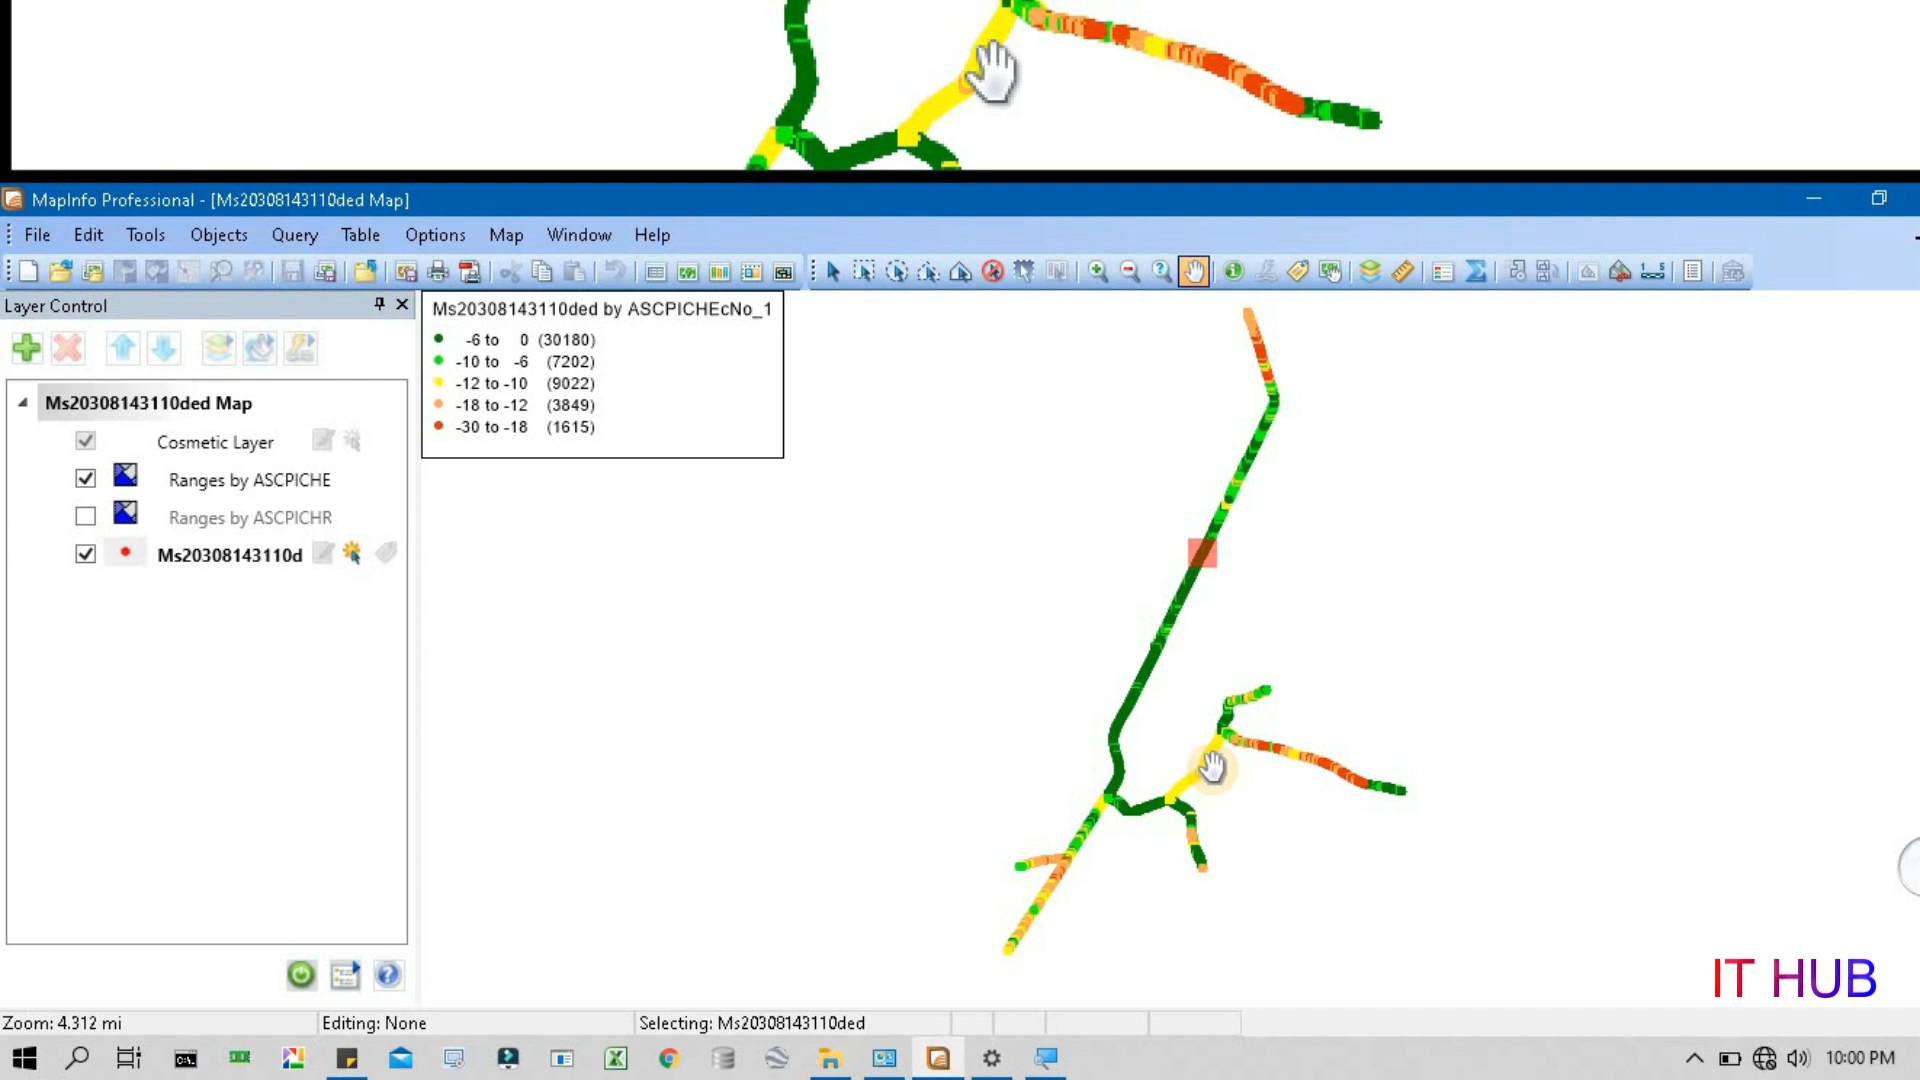 MapInfo Professional - [Ms20308143110ded Map]
File Edit Tools Objects Query Table Options Map Window Help
Layer Control
Ms20308143110ded Map
Cosmetic Layer
Ranges by ASCPICHE
Ranges by ASCPICHR
Ms20308143110d
Ms20308143110ded by ASCPICHEcNo_1
-6 to 0 (30180)
-10 to -6 (7202)
-12 to -10 (9022)
-18 to -12 (3849)
-30 to -18 (1615)
IT HUB
Zoom: 4.312 mi
Editing: None
Selecting: Ms20308143110ded
10:00 PM